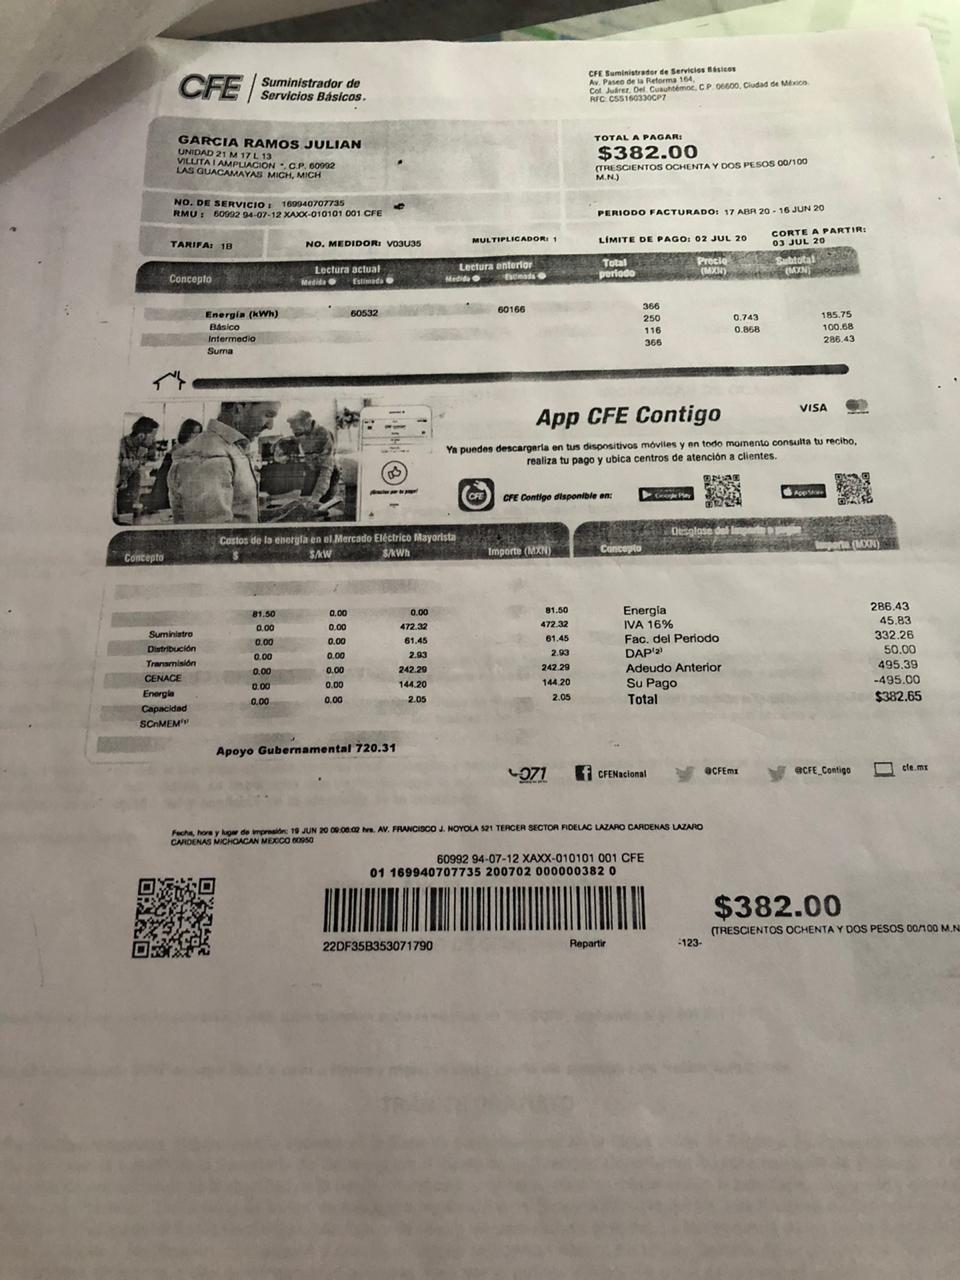 CFE Suministrador de
Servicios Básicos.
CFE Suministrador de Servicios Básicos
Av. Paseo de la Reforma 164,
Col. Juárez, Del. Cuauhtémoc, C.P. 06600, Ciudad de México.
RFC: CSS160330CP7
GARCIA RAMOS JULIAN
UNIDAD 21 M 17 L 13
VILLITA I AMPLIACION *, C.P. 60992
LAS GUACAMAYAS MICH, MICH
TOTAL A PAGAR:
$382.00
(TRESCIENTOS OCHENTA Y DOS PESOS 00/100
M.N.)
NO. DE SERVICIO : 169940707735
RMU : 60992 94-07-12 XAXX-010101 001 CFE
PERIODO FACTURADO: 17 ABR 20 - 16 JUN 20
TARIFA: 1B NO. MEDIDOR: V03U35 MULTIPLICADOR: 1 LÍMITE DE PAGO: 02 JUL 20 CORTE A PARTIR:
03 JUL 20
Concepto Lectura actual Lectura anterior Total
periodo Precio
(MXN) Subtotal
(MXN)
Medida Estimada Medida Estimada
Energía (kWh) 60532 60166 366
Básico 250 0.743 185.75
Intermedio 116 0.868 100.68
Suma 366 286.43
App CFE Contigo
VISA
Ya puedes descargarla en tus dispositivos móviles y en todo momento consulta tu recibo,
realiza tu pago y ubica centros de atención a clientes.
¡Gracias por tu pago!
CFE
CFE Contigo disponible en:
Google Play
App Store
Costos de la energía en el Mercado Eléctrico Mayorista
Concepto $ $/kW $/kWh Importe (MXN)
Suministro 81.50 0.00 0.00 81.50
Distribución 0.00 0.00 472.32 472.32
Transmisión 0.00 0.00 61.45 61.45
CENACE 0.00 0.00 2.93 2.93
Energía 0.00 0.00 242.29 242.29
Capacidad 0.00 0.00 144.20 144.20
SCnMEM(1) 0.00 0.00 2.05 2.05
Apoyo Gubernamental 720.31
Desglose del importe a pagar
Concepto Importe (MXN)
Energía 286.43
IVA 16% 45.83
Fac. del Periodo 332.26
DAP(2) 50.00
Adeudo Anterior 495.39
Su Pago -495.00
Total $382.65
071 CFENacional @CFEmx @CFE_Contigo cfe.mx
Fecha, hora y lugar de impresión: 19 JUN 20 09:06:02 hrs. AV. FRANCISCO J. NOYOLA 521 TERCER SECTOR FIDELAC LAZARO CARDENAS LAZARO
CARDENAS MICHOACAN MEXICO 60950
60992 94-07-12 XAXX-010101 001 CFE
01 169940707735 200702 000000382 0
22DF35B353071790 Repartir -123-
$382.00
(TRESCIENTOS OCHENTA Y DOS PESOS 00/100 M.N